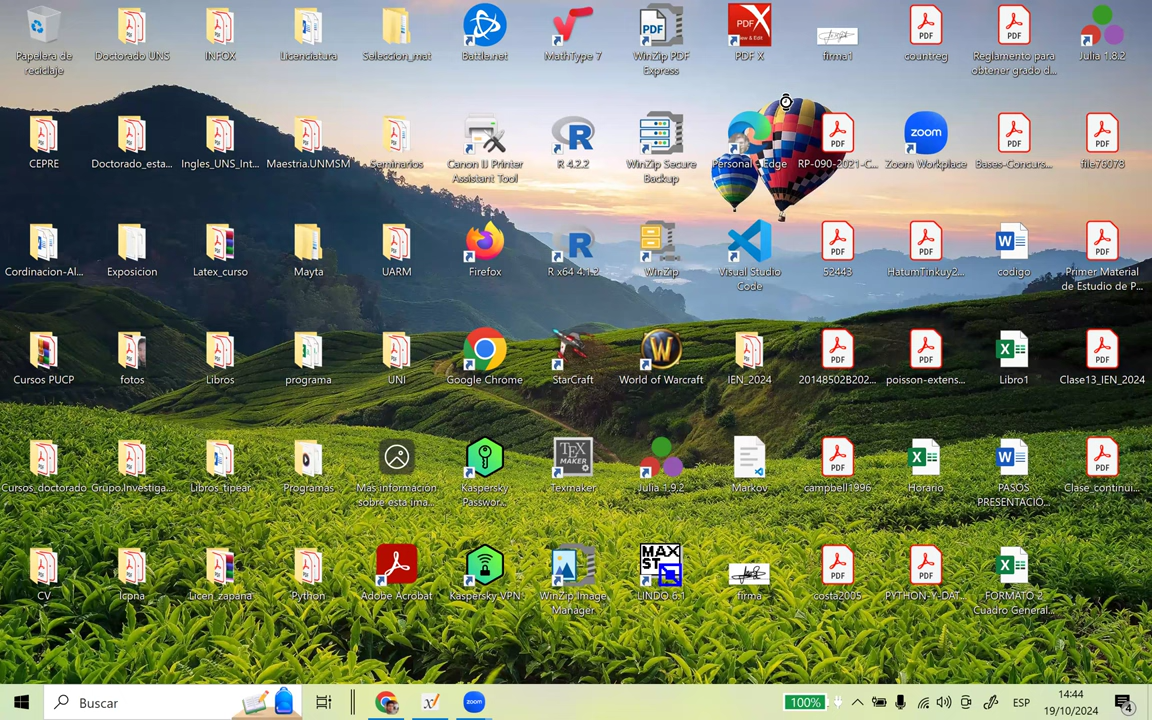 Papelera de
reciclaje
Doctorado UNS
INFOX
Licenciatura
Seleccion_mat
Battle.net
MathType 7
WinZip PDF
Express
PDF X
firma1
countreg
Reglamento para
obtener grado d...
Julia 1.8.2
CEPRE
Doctorado_esta...
Ingles_UNS_Int...
Maestria.UNMSM
Seminarios
Canon IJ Printer
Assistant Tool
R 4.2.2
WinZip Secure
Backup
Personal - Edge
RP-090-2021-C...
Zoom Workplace
Bases-Concurs...
file76078
Cordinacion-Al...
Exposicion
Latex_curso
Mayta
UARM
Firefox
R x64 4.1.2
WinZip
Visual Studio
Code
52443
HatumTinkuy2...
codigo
Primer Material
de Estudio de P...
Cursos PUCP
fotos
Libros
programa
UNI
Google Chrome
StarCraft
World of Warcraft
IEN_2024
20148502B202...
poisson-extens...
Libro1
Clase13_IEN_2024
Cursos_doctorado
Grupo.Investiga...
Libros_tipear
Programas
Más información
sobre esta ima...
Kaspersky
Passwor...
Texmaker
Julia 1.9.2
Markov
campbell1996
Horario
PASOS
PRESENTACIO...
Clase_continú...
CV
Icpna
Licen_zapana
Python
Adobe Acrobat
Kaspersky VPN
WinZip Image
Manager
LINDO 6.1
firma
costa2005
PYTHON-Y-DAT...
FORMATO 2
Cuadro General...
Buscar
100%
ESP
14:44
19/10/2024
4